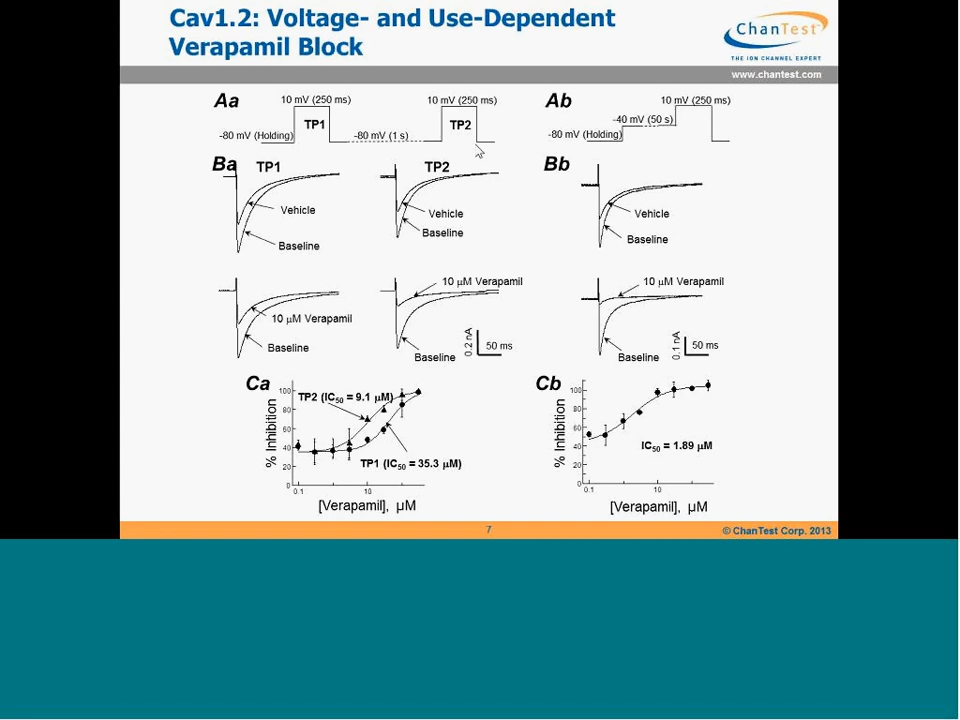 Cav1.2: Voltage- and Use-Dependent
Verapamil Block
ChanTest™
THE ION CHANNEL EXPERT
www.chantest.com
Aa
10 mV (250 ms)
TP1
-80 mV (Holding)
-80 mV (1 s)
10 mV (250 ms)
TP2
Ab
10 mV (250 ms)
-40 mV (50 s)
-80 mV (Holding)
Ba
TP1
Vehicle
Baseline
TP2
Vehicle
Baseline
Bb
Vehicle
Baseline
10 µM Verapamil
Baseline
10 µM Verapamil
Baseline
0.2 nA
50 ms
10 µM Verapamil
Baseline
0.1 nA
50 ms
Ca
% Inhibition
100
80
60
40
20
0
TP2 (IC50 = 9.1 µM)
TP1 (IC50 = 35.3 µM)
0.1
10
[Verapamil], µM
Cb
% Inhibition
100
80
60
40
20
0
IC50 = 1.89 µM
0.1
10
[Verapamil], µM
7
© ChanTest Corp. 2013